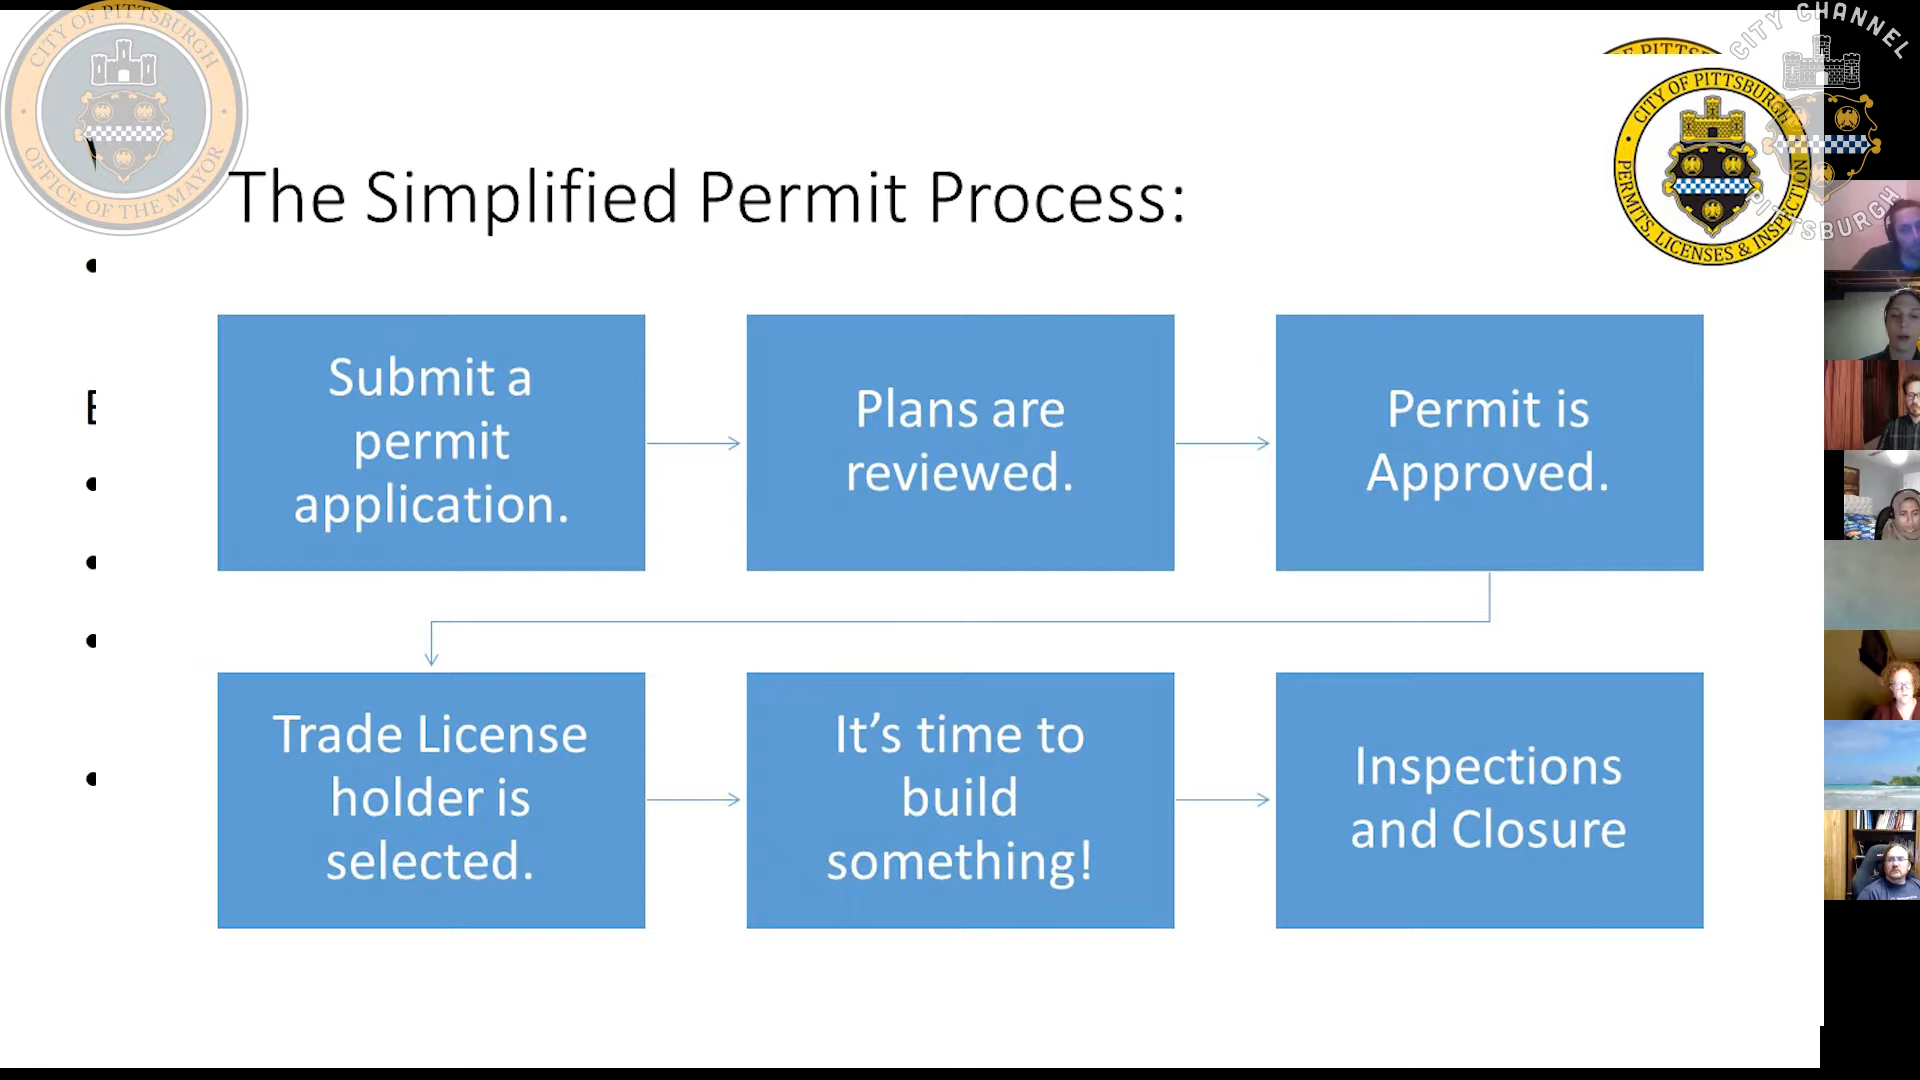 CITY OF PITTSBURGH
OFFICE OF THE MAYOR
CITY CHANNEL
PITTSBURGH
CITY OF PITTSBURGH
PERMITS, LICENSES & INSPECTION
The Simplified Permit Process:
Submit a
permit
application.
Plans are
reviewed.
Permit is
Approved.
Trade License
holder is
selected.
It's time to
build
something!
Inspections
and Closure